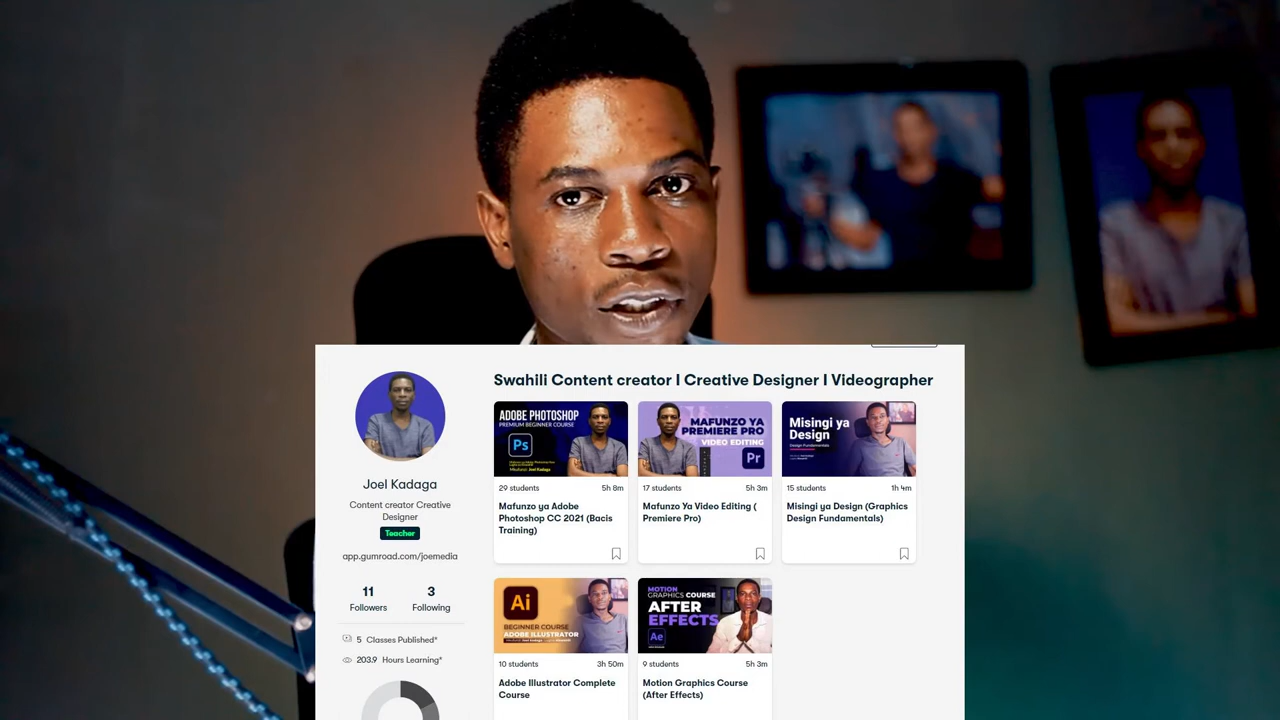 Swahili Content creator I Creative Designer I Videographer
Joel Kadaga
Content creator Creative
Designer
Teacher
app.gumroad.com/joemedia
11
Followers
3
Following
5 Classes Published*
203.9 Hours Learning*
ADOBE PHOTOSHOP
PREMIUM BEGINNER COURSE
Ps
29 students
5h 8m
Mafunzo ya Adobe
Photoshop CC 2021 (Bacis
Training)
MAFUNZO YA
PREMIERE PRO
VIDEO EDITING
Pr
17 students
5h 3m
Mafunzo Ya Video Editing (
Premiere Pro)
Misingi ya
Design
Design Fundamentals
15 students
1h 4m
Misingi ya Design (Graphics
Design Fundamentals)
Ai
BEGINNER COURSE
ADOBE ILLUSTRATOR
10 students
3h 50m
Adobe Illustrator Complete
Course
MOTION
GRAPHICS COURSE
AFTER
EFFECTS
Ae
9 students
5h 3m
Motion Graphics Course
(After Effects)